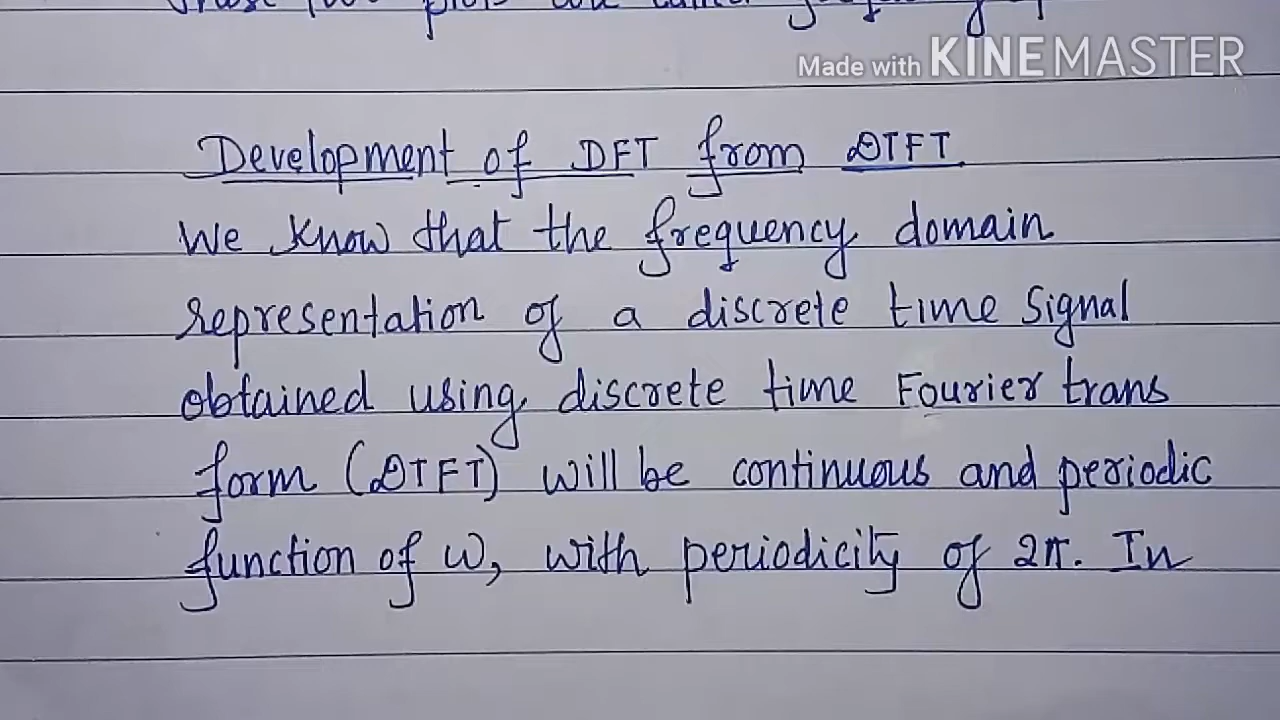 Made with KINEMASTER
Development of DFT from DTFT
We know that the frequency domain
representation of a discrete time signal
obtained using discrete time Fourier trans
form (DTFT) will be continuous and periodic
function of ω, with periodicity of 2π. In